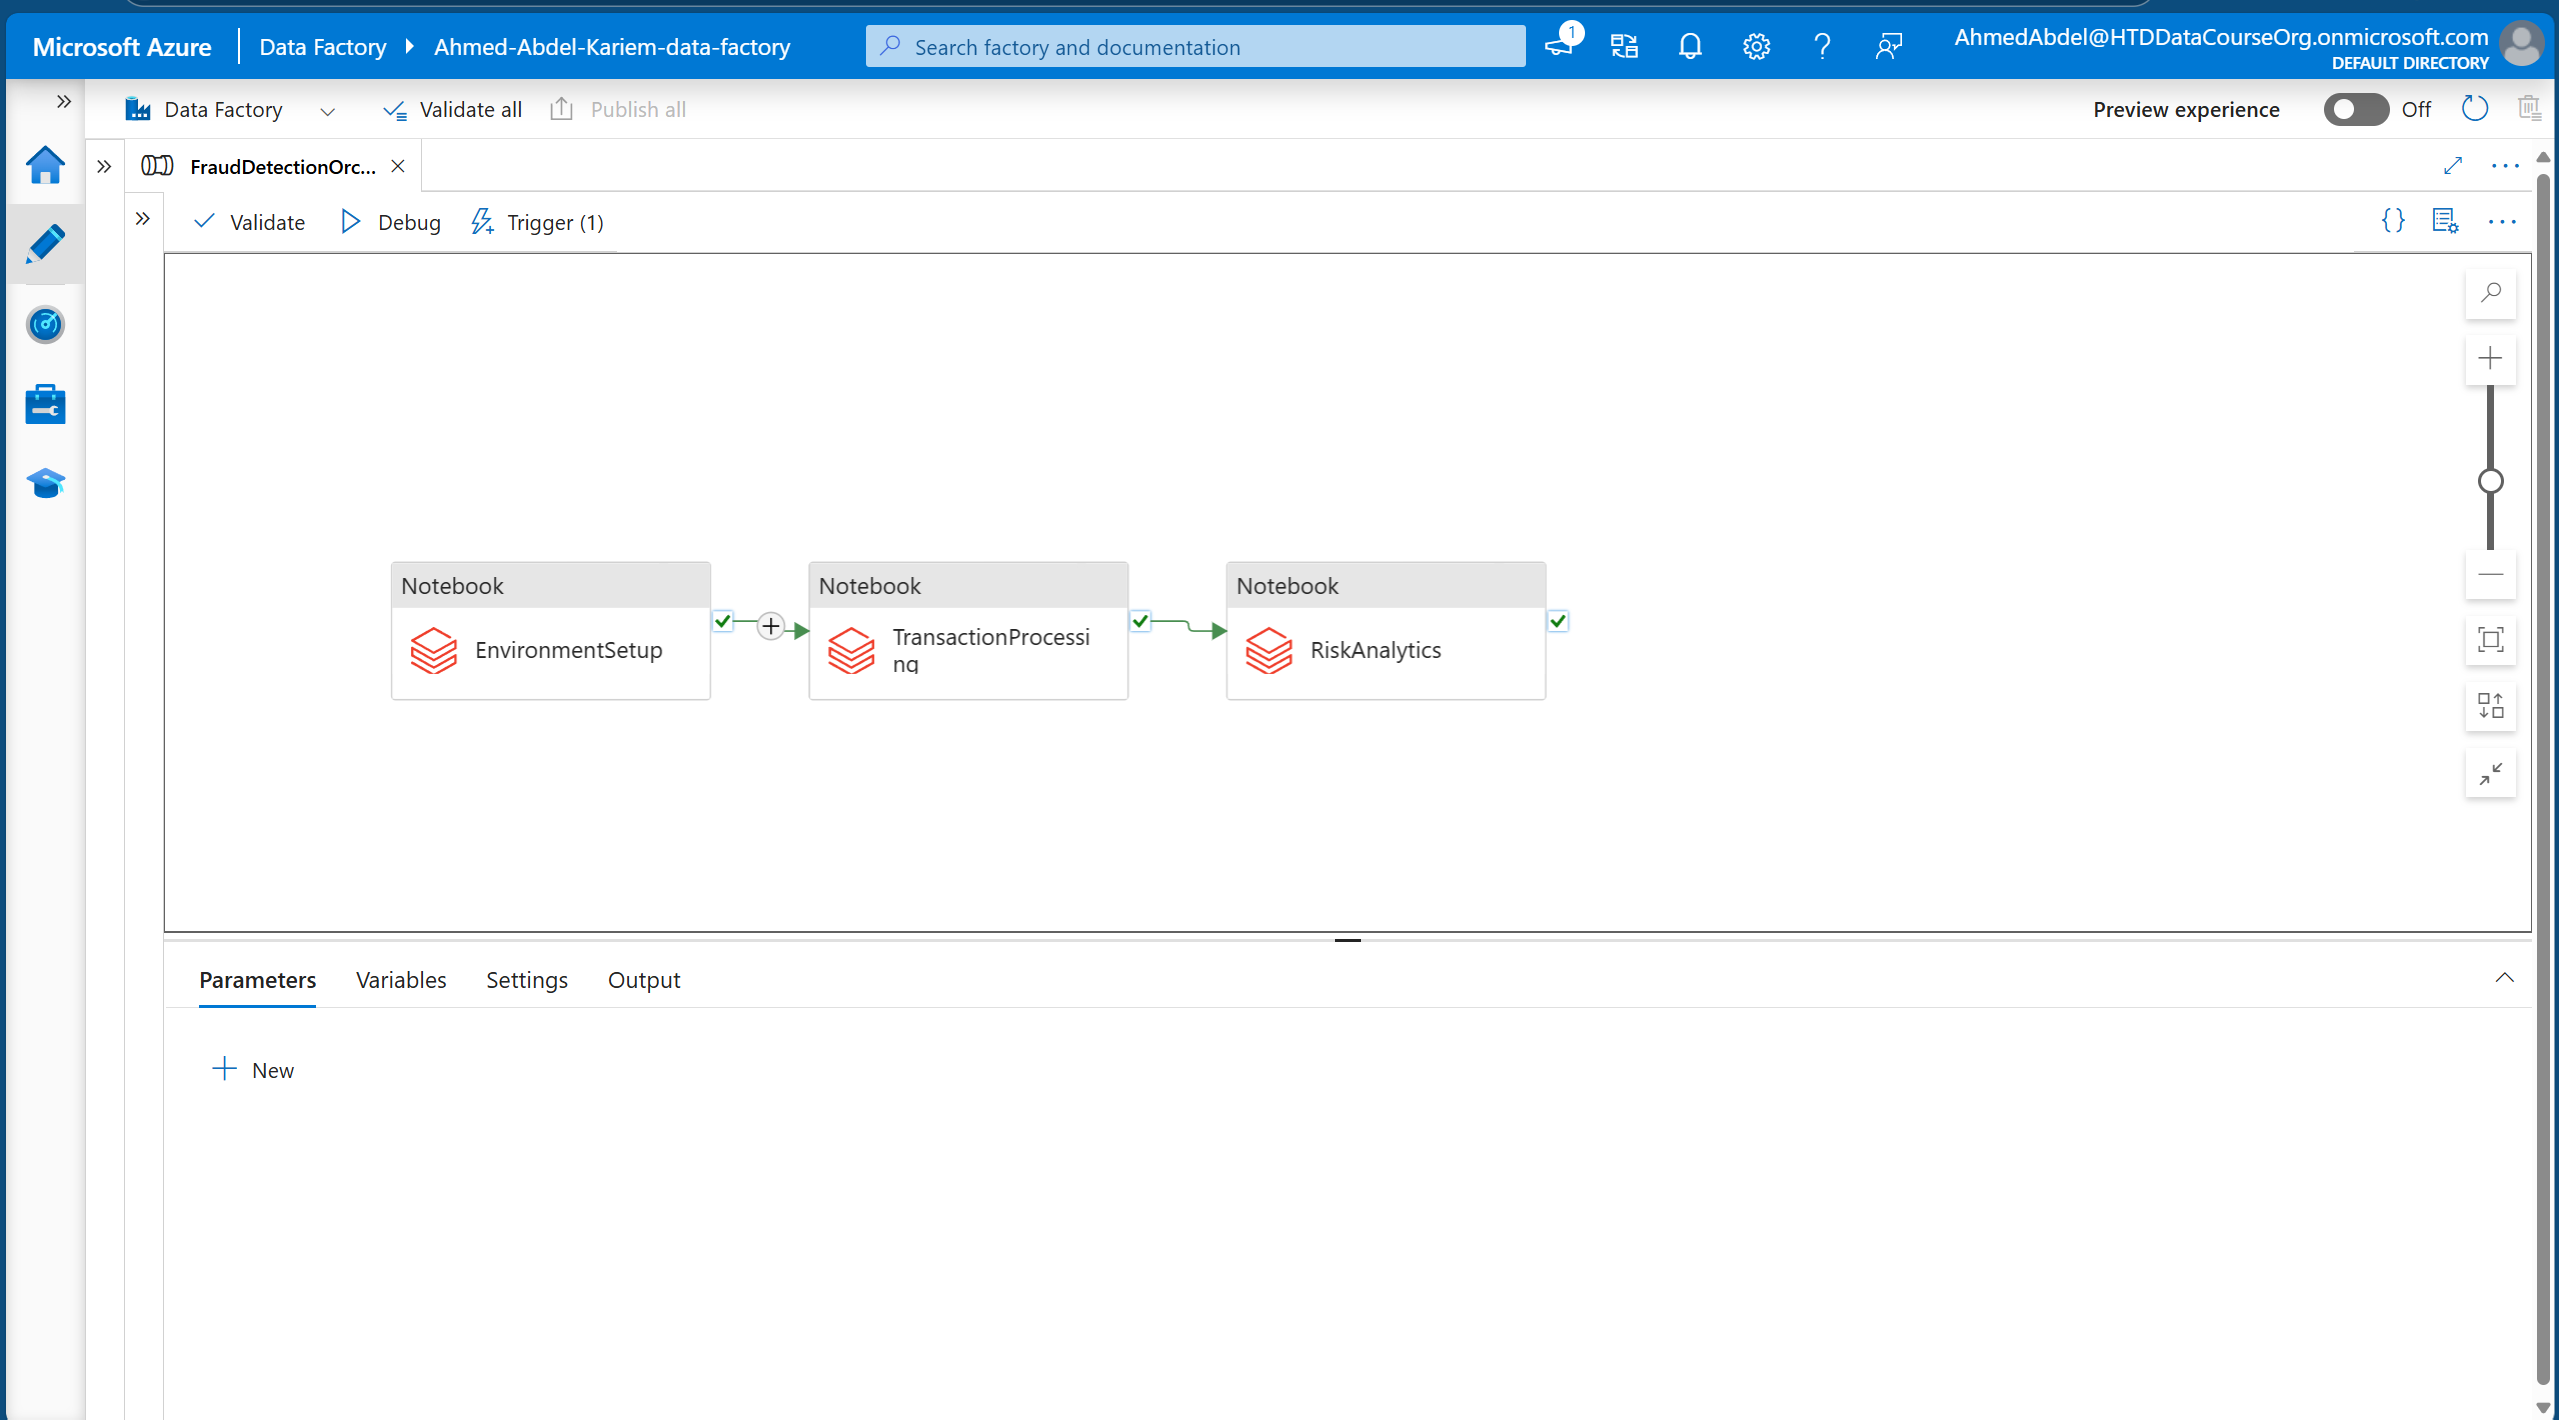 Microsoft Azure
Data Factory
Ahmed-Abdel-Kariem-data-factory
Search factory and documentation
1
AhmedAbdel@HTDDataCourseOrg.onmicrosoft.com
DEFAULT DIRECTORY
Data Factory
Validate all
Publish all
Preview experience
Off
FraudDetectionOrc...
Validate
Debug
Trigger (1)
Notebook
EnvironmentSetup
Notebook
TransactionProcessi
ng
Notebook
RiskAnalytics
Parameters
Variables
Settings
Output
New